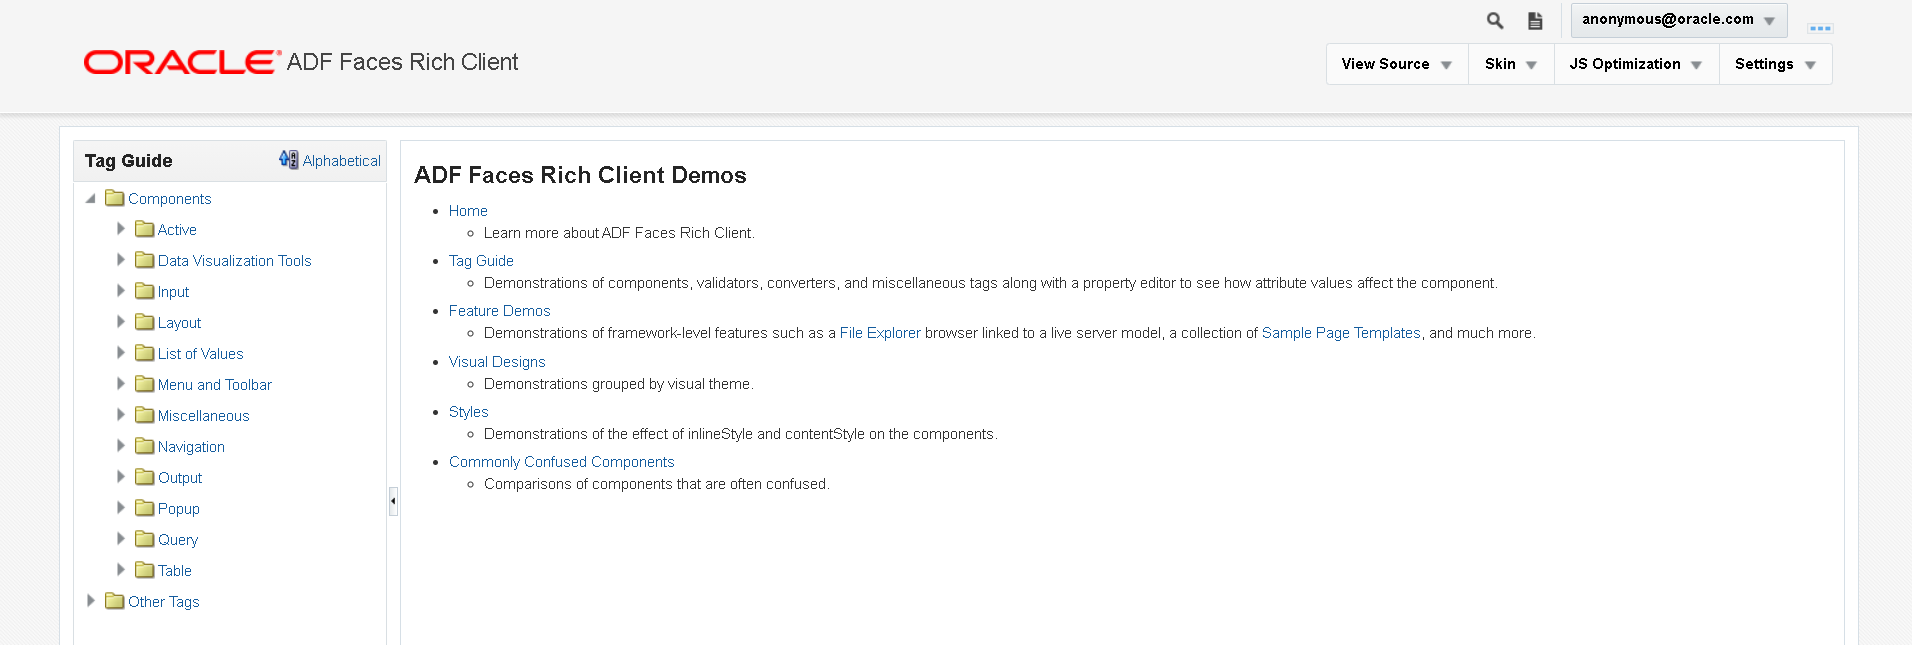 anonymous@oracle.com
ORACLE ADF Faces Rich Client
View Source Skin JS Optimization Settings
Tag Guide Alphabetical
Components
Active
Data Visualization Tools
Input
Layout
List of Values
Menu and Toolbar
Miscellaneous
Navigation
Output
Popup
Query
Table
Other Tags
ADF Faces Rich Client Demos
Home
Learn more about ADF Faces Rich Client.
Tag Guide
Demonstrations of components, validators, converters, and miscellaneous tags along with a property editor to see how attribute values affect the component.
Feature Demos
Demonstrations of framework-level features such as a File Explorer browser linked to a live server model, a collection of Sample Page Templates, and much more.
Visual Designs
Demonstrations grouped by visual theme.
Styles
Demonstrations of the effect of inlineStyle and contentStyle on the components.
Commonly Confused Components
Comparisons of components that are often confused.